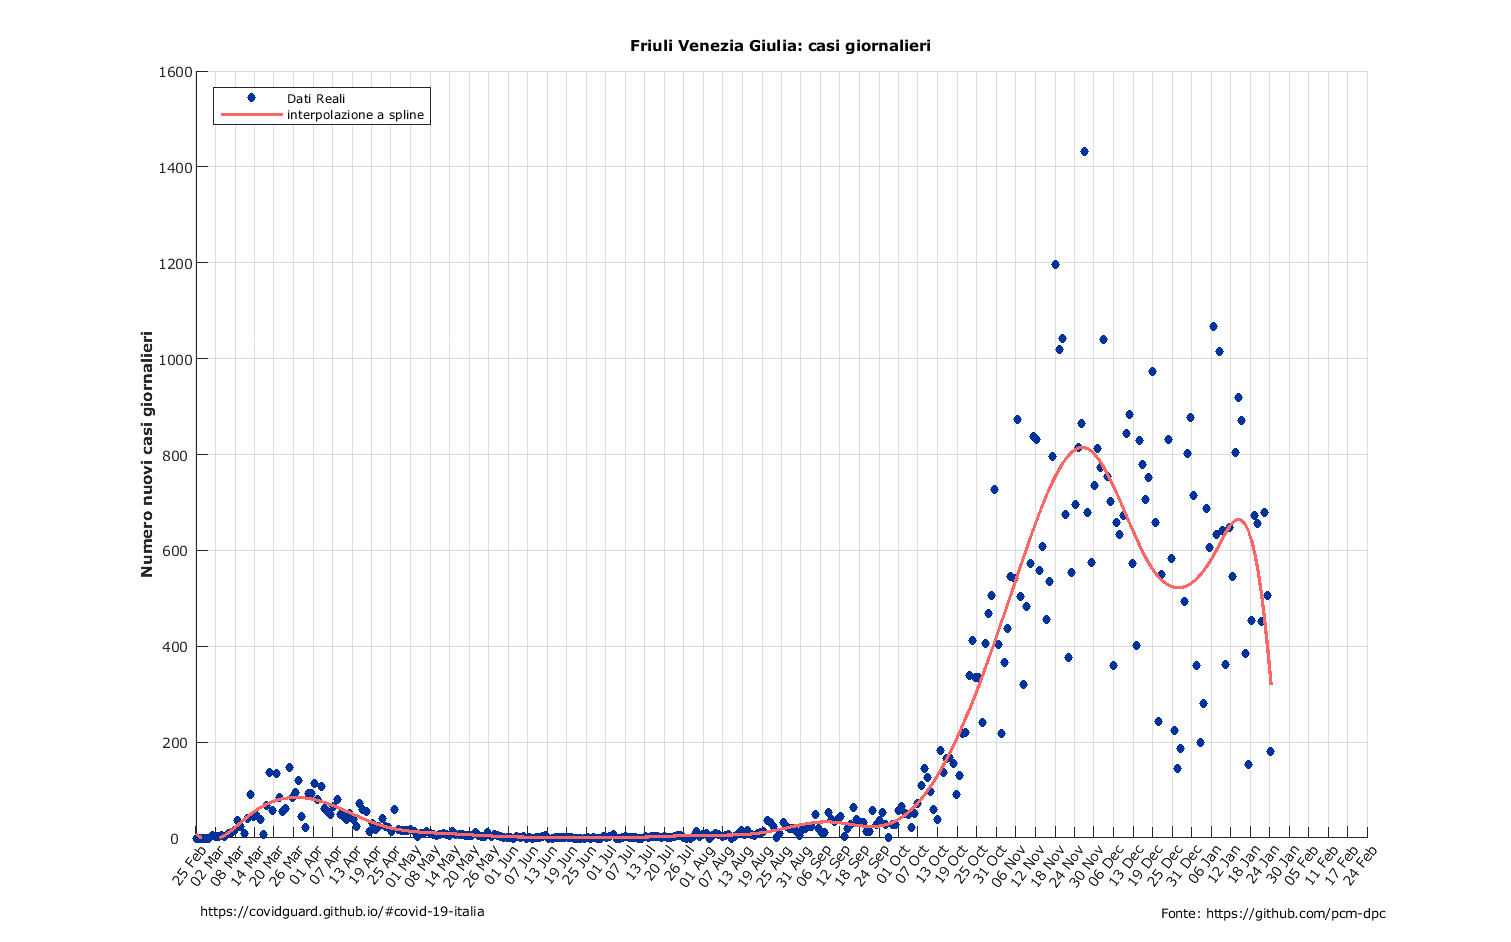 Friuli Venezia Giulia: casi giornalieri
1600
1400
1200
1000
800
600
400
200
0
Numero nuovi casi giornalieri
Dati Reali
interpolazione a spline
25 Feb
02 Mar
08 Mar
14 Mar
20 Mar
26 Mar
01 Apr
07 Apr
13 Apr
19 Apr
25 Apr
01 May
08 May
14 May
20 May
26 May
01 Jun
07 Jun
13 Jun
19 Jun
25 Jun
01 Jul
07 Jul
13 Jul
20 Jul
26 Jul
01 Aug
07 Aug
13 Aug
19 Aug
25 Aug
31 Aug
06 Sep
12 Sep
18 Sep
24 Sep
01 Oct
07 Oct
13 Oct
19 Oct
25 Oct
31 Oct
06 Nov
12 Nov
18 Nov
24 Nov
30 Dec
06 Dec
13 Dec
19 Dec
25 Dec
31 Dec
31 Jan
06 Jan
12 Jan
18 Jan
24 Jan
30 Jan
05 Feb
11 Feb
17 Feb
24 Feb
https://covidguard.github.io/#covid-19-italia
Fonte: https://github.com/pcm-dpc